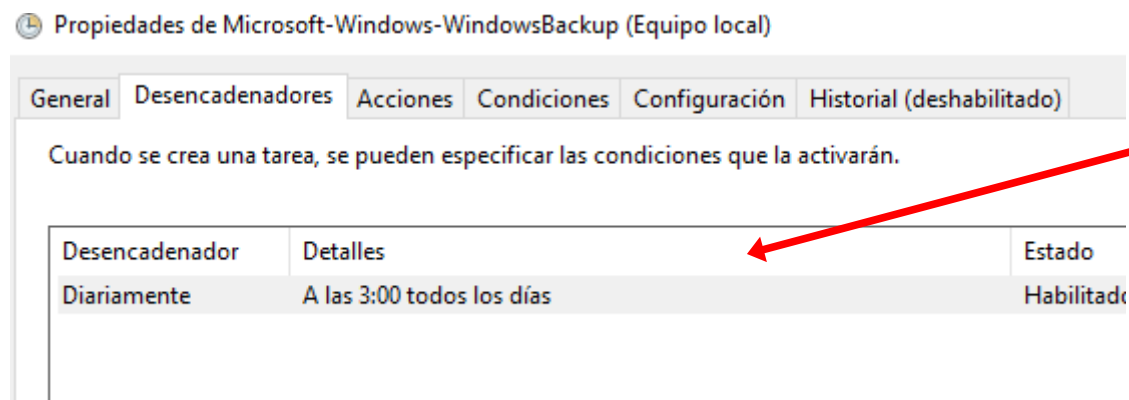 Propiedades de Microsoft-Windows-WindowsBackup (Equipo local)
General Desencadenadores Acciones Condiciones Configuración Historial (deshabilitado)
Cuando se crea una tarea, se pueden especificar las condiciones que la activarán.
Desencadenador Detalles Estado
Diariamente A las 3:00 todos los días Habilitado